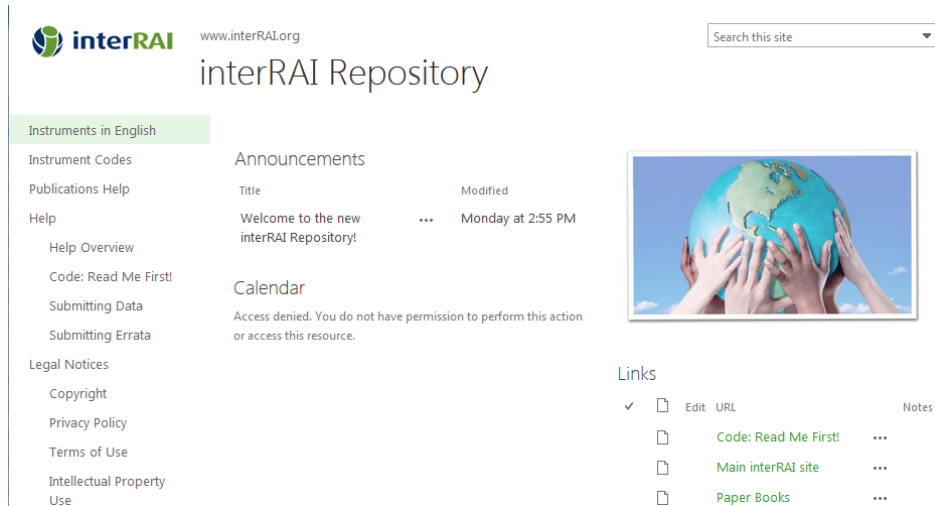 interRAI
www.interRAI.org
Search this site
interRAI Repository
Instruments in English
Instrument Codes
Publications Help
Help
Help Overview
Code: Read Me First!
Submitting Data
Submitting Errata
Legal Notices
Copyright
Privacy Policy
Terms of Use
Intellectual Property
Use
Announcements
Title Modified
Welcome to the new ... Monday at 2:55 PM
interRAI Repository!
Calendar
Access denied. You do not have permission to perform this action
or access this resource.
Links
Edit URL Notes
Code: Read Me First! ...
Main interRAI site ...
Paper Books ...